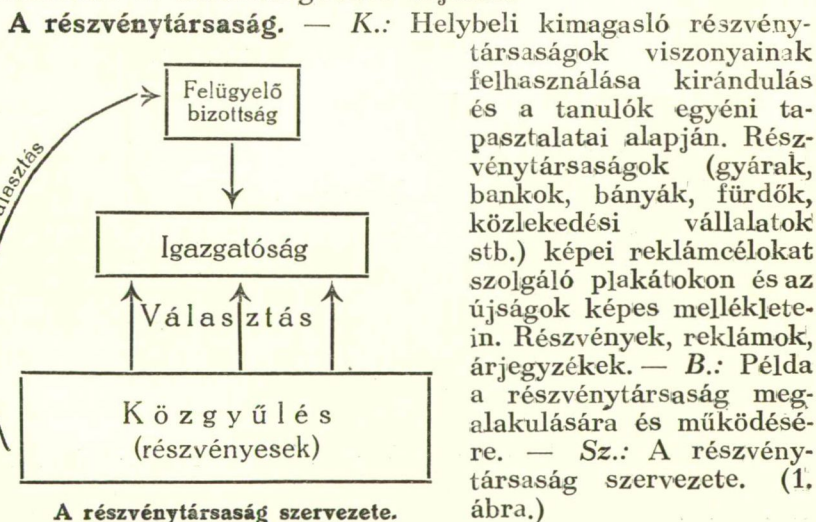 A részvénytársaság. — K.: Helybeli kimagasló részvény-
társaságok viszonyainak
felhasználása kirándulás
és a tanulók egyéni ta-
pasztalatai alapján. Rész-
vénytársaságok (gyárak,
bankok, bányák, fürdők,
közlekedési vállalatok
stb.) képei reklámcélokat
szolgáló plakátokon és az
újságok képes melléklete-
in. Részvények, reklámok,
árjegyzékek. — B.: Példa
a részvénytársaság meg-
alakulására és működésé-
re. — Sz.: A részvény-
társaság szervezete. (1.
ábra.)
Felügyelő
bizottság
Igazgatóság
Választás
Közgyűlés
(részvényesek)
A részvénytársaság szervezete.